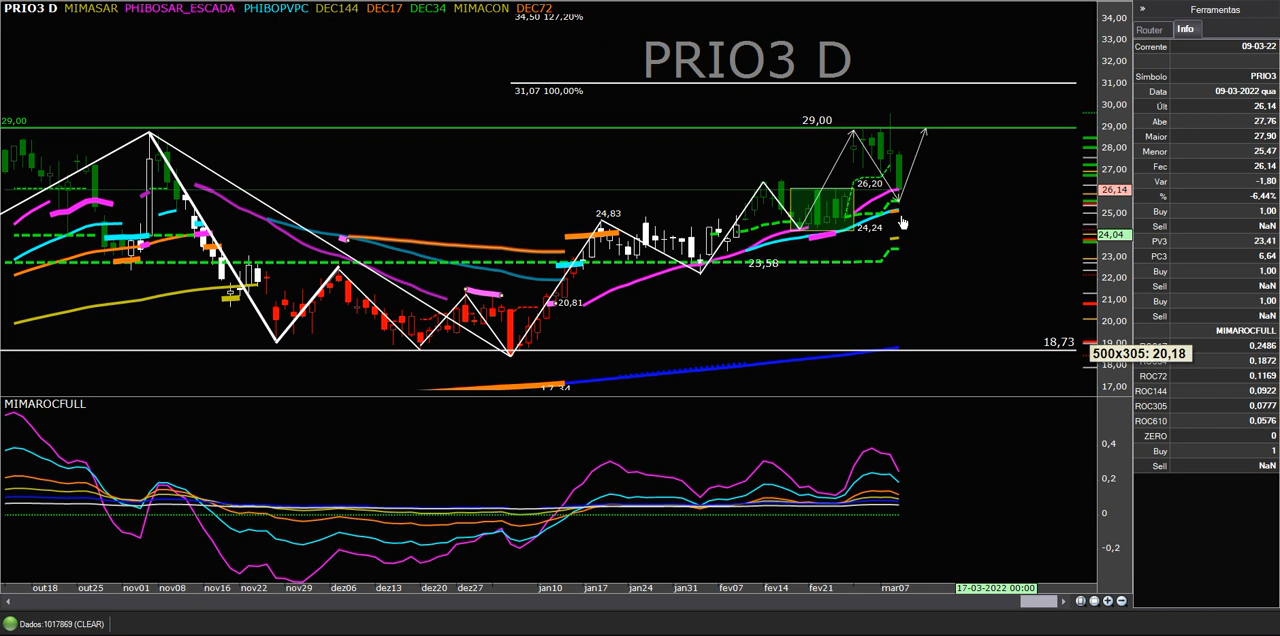 PRIO3 D MIMASAR PHIBOSAR_ESCADA PHIBOPVPC DEC144 DEC17 DEC34 MIMACON DEC72
34,50 127,20%
PRIO3 D
31,07 100,00%
29,00
29,00
26,20
24,83
24,24
23,58
20,81
18,73
34,00
33,00
32,00
31,00
30,00
29,00
28,00
27,00
26,14
25,00
24,04
23,00
22,00
21,00
20,00
19,00
18,00
17,00
500x305: 20,18
MIMAROCFULL
0,4
0,2
0
-0,2
out18 out25 nov01 nov08 nov16 nov22 nov29 dez06 dez13 dez20 dez27 jan10 jan17 jan24 jan31 fev07 fev14 fev21 mar07 17-03-2022 00:00
Dados:1017869 (CLEAR)
» Ferramentas
Router Info
Corrente 09-03-22
Símbolo PRIO3
Data 09-03-2022 qua
Últ 26,14
Abe 27,76
Maior 27,90
Menor 25,47
Fec 26,14
Var -1,80
% -6,44%
Buy 1,00
Sell NaN
PV3 23,41
PC3 6,64
Buy 1,00
Sell NaN
Buy 1,00
Sell NaN
Buy 1,00
Sell NaN
MIMAROCFULL
0,2486
0,1872
ROC72 0,1169
ROC144 0,0922
ROC305 0,0777
ROC610 0,0576
ZERO 0
Buy 1
Sell NaN